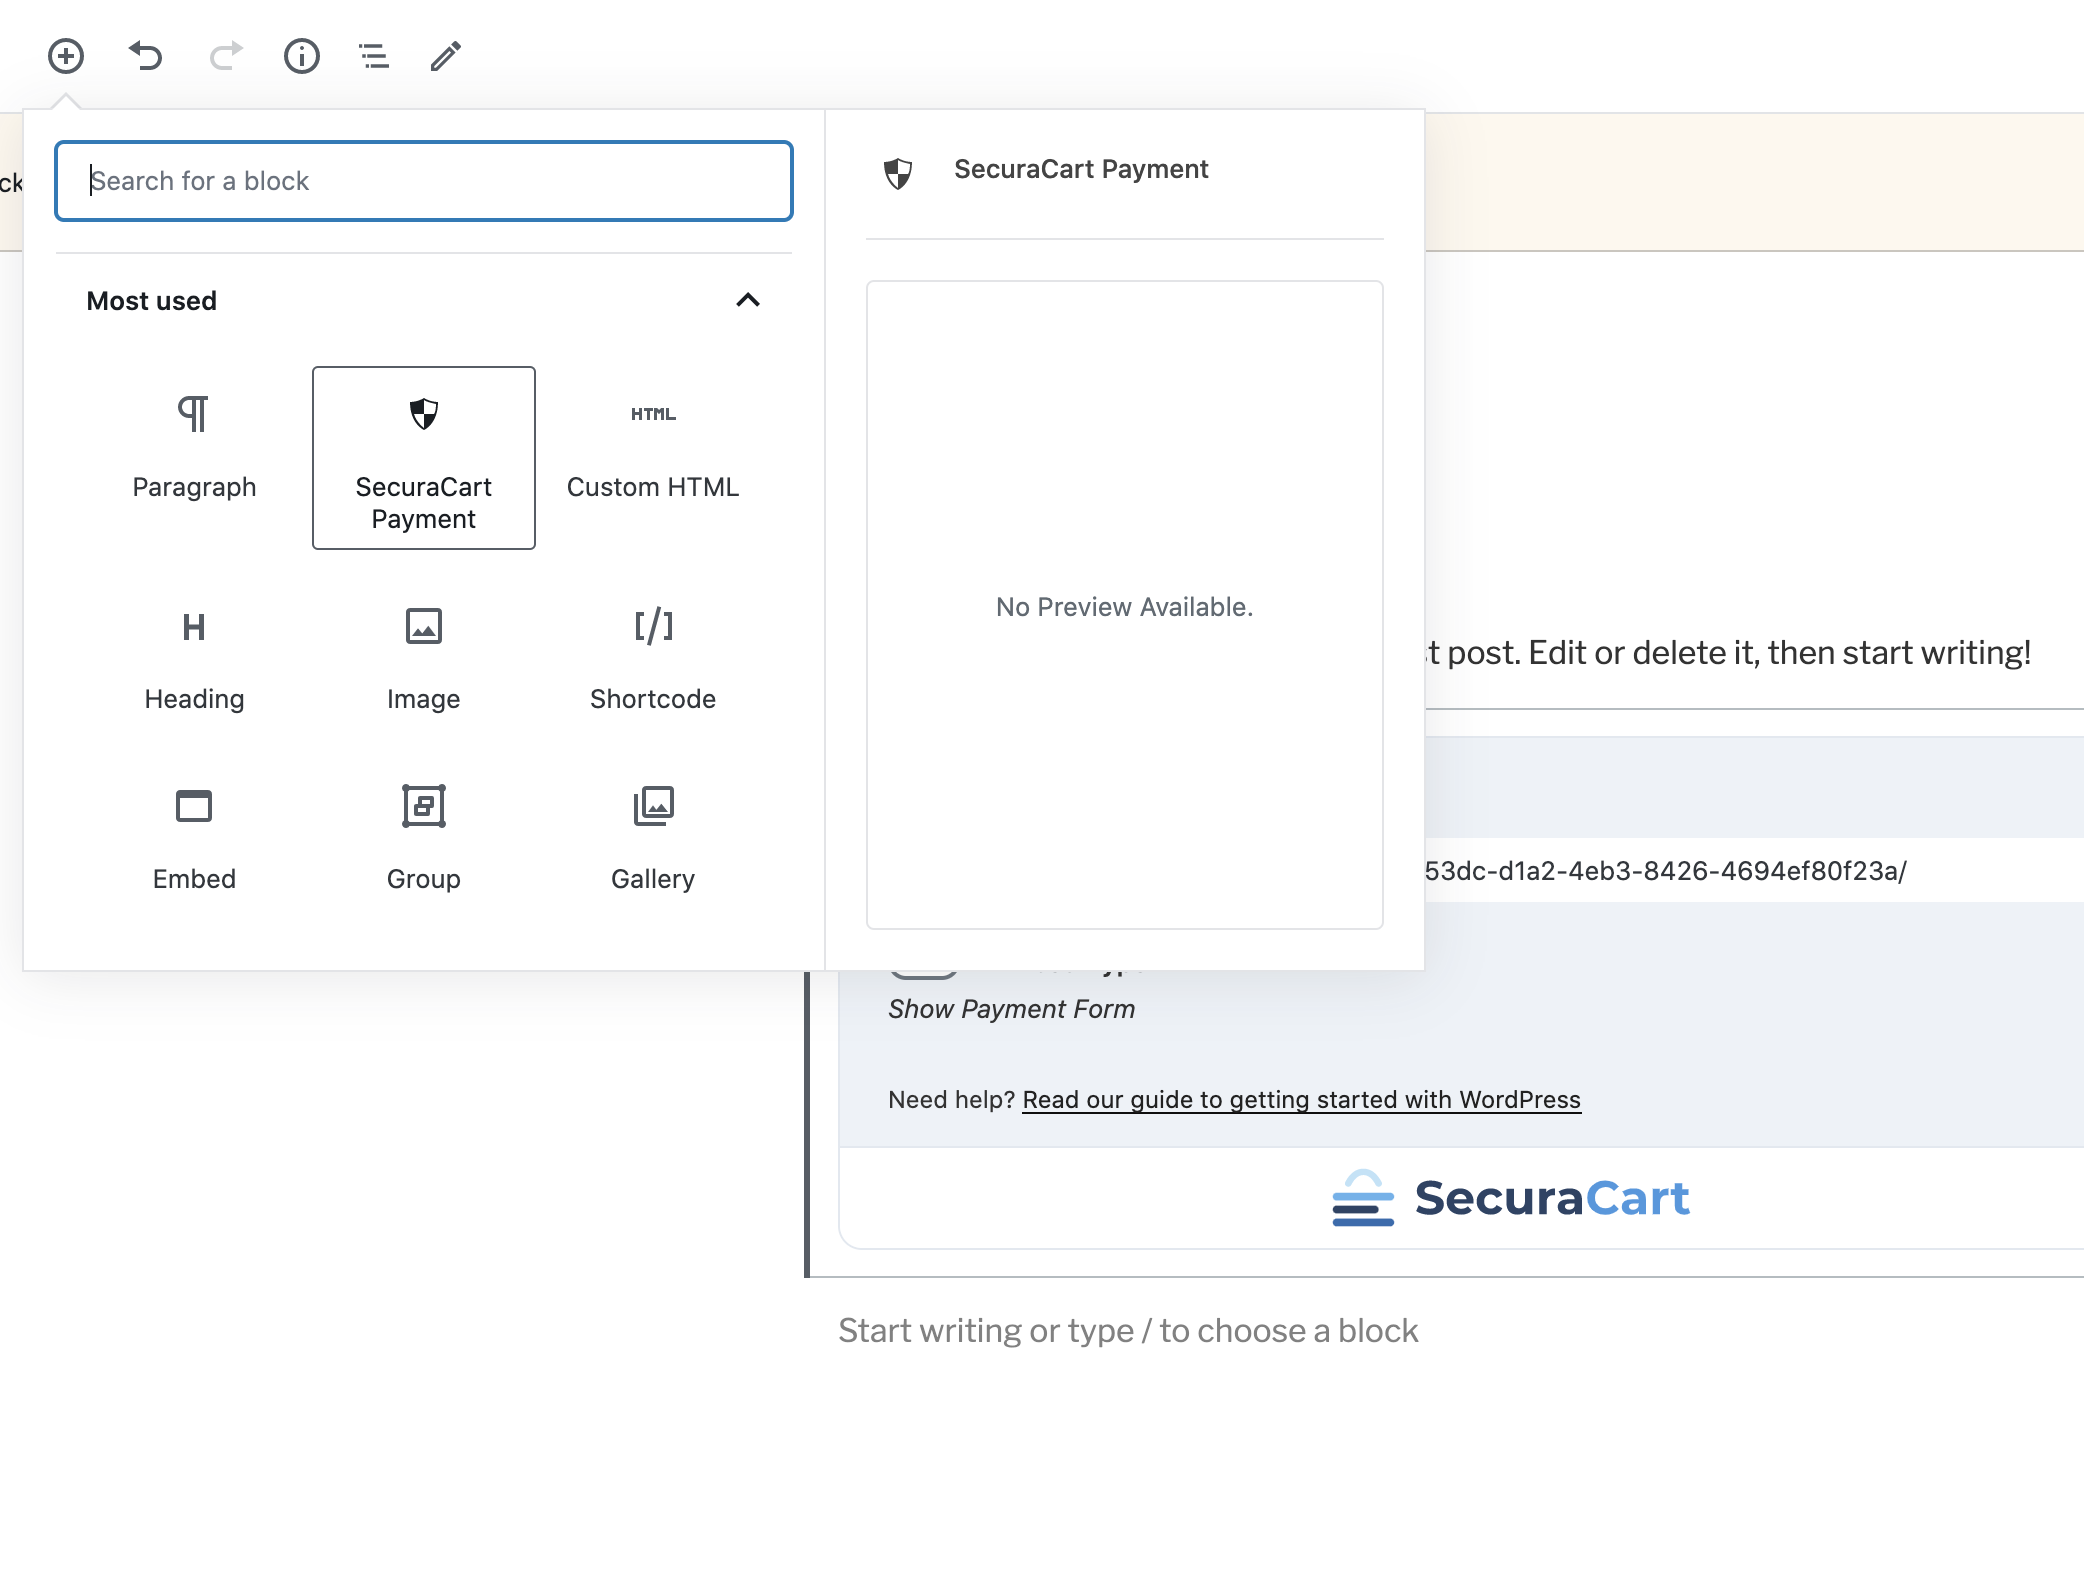 ck
Search for a block
Most used
Paragraph
SecuraCart
Payment
HTML
Custom HTML
H
Heading
Image
[/]
Shortcode
Embed
Group
Gallery
SecuraCart Payment
No Preview Available.
t post. Edit or delete it, then start writing!
53dc-d1a2-4eb3-8426-4694ef80f23a/
Show Payment Form
Need help? Read our guide to getting started with WordPress
SecuraCart
Start writing or type / to choose a block